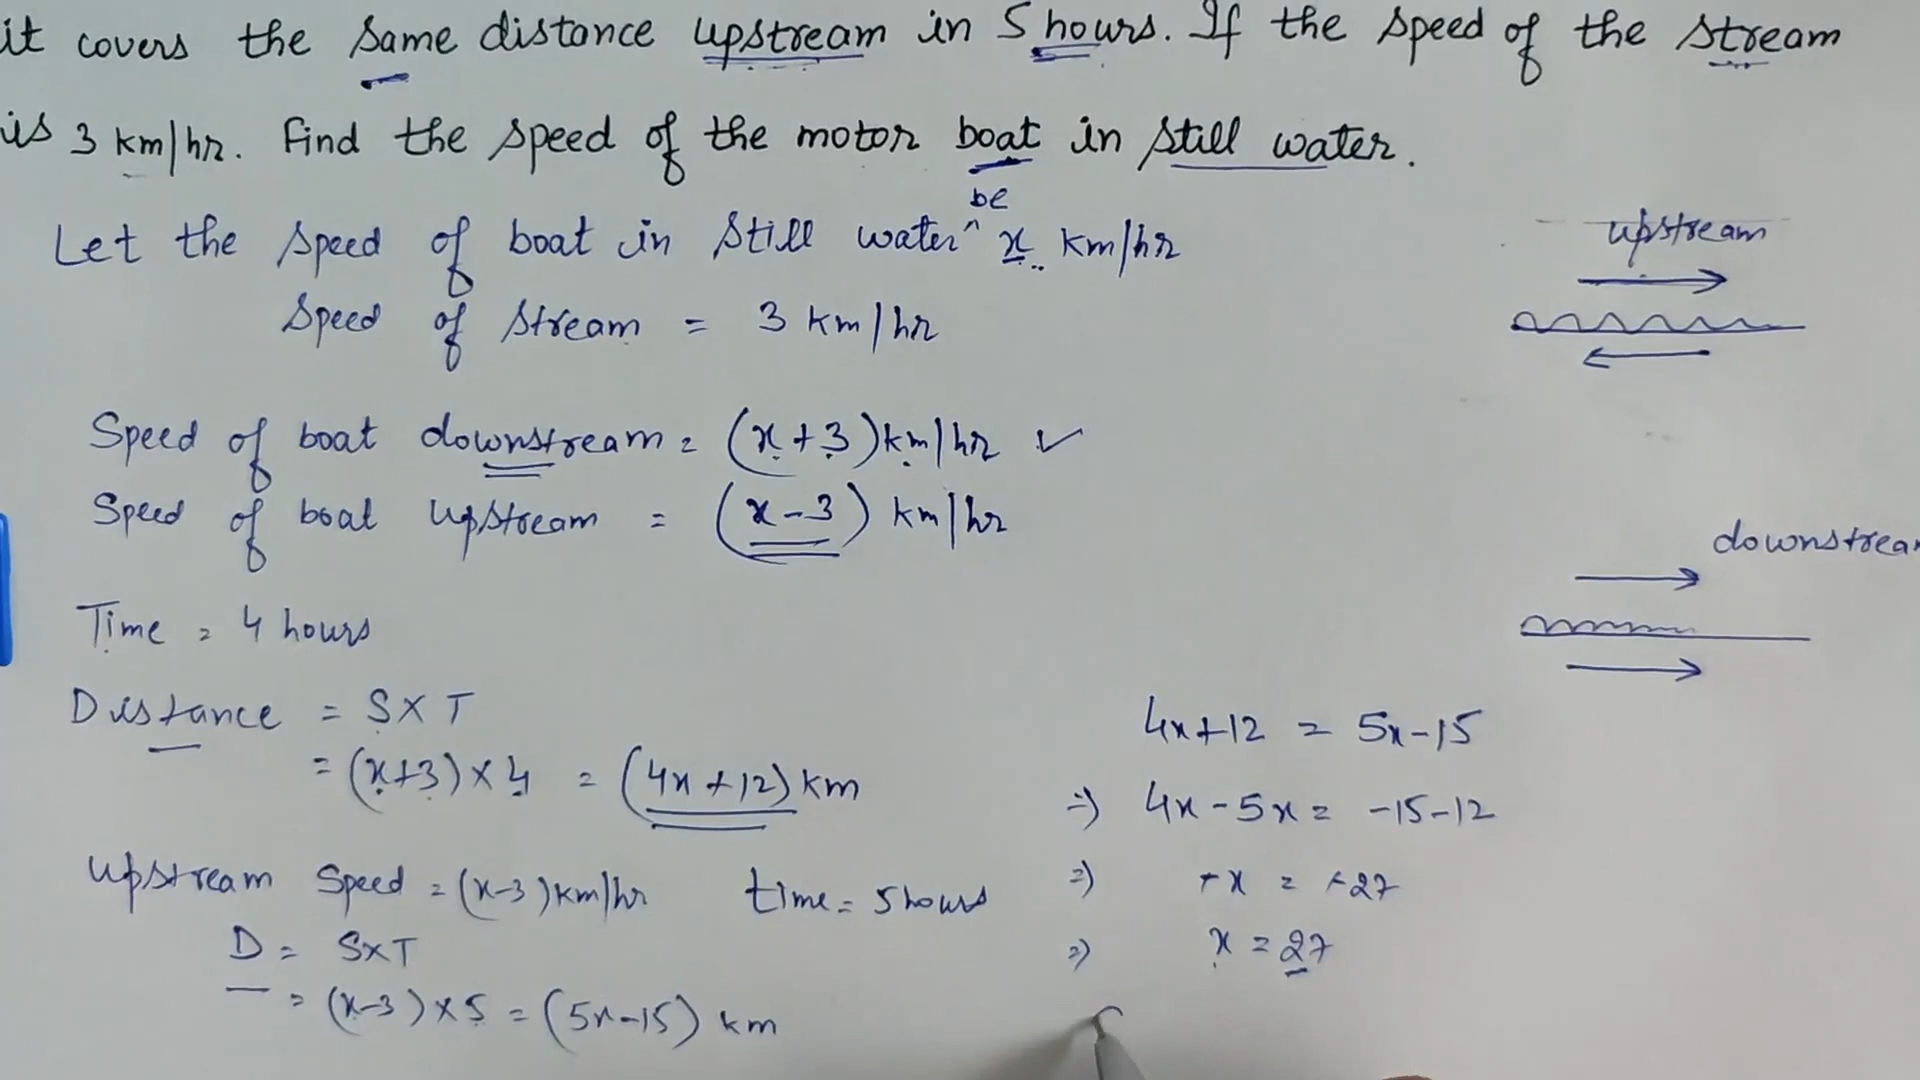 it covers the same distance upstream in 5 hours. If the speed of the stream
is 3 km/hr. Find the speed of the motor boat in still water.
Let the speed of boat in still water ^ be x km/hr
upstream
Speed of stream = 3 km/hr
Speed of boat downstream = (x+3) km/hr ✓
Speed of boat upstream = (x-3) km/hr
downstream
Time = 4 hours
Distance = S×T
= (x+3)×4 = (4x+12) km
upstream speed = (x-3) km/hr time = 5 hours
D = S×T
= (x-3)×5 = (5x-15) km
4x+12 = 5x-15
=) 4x-5x = -15-12
=) +x = +27
=) x = 27